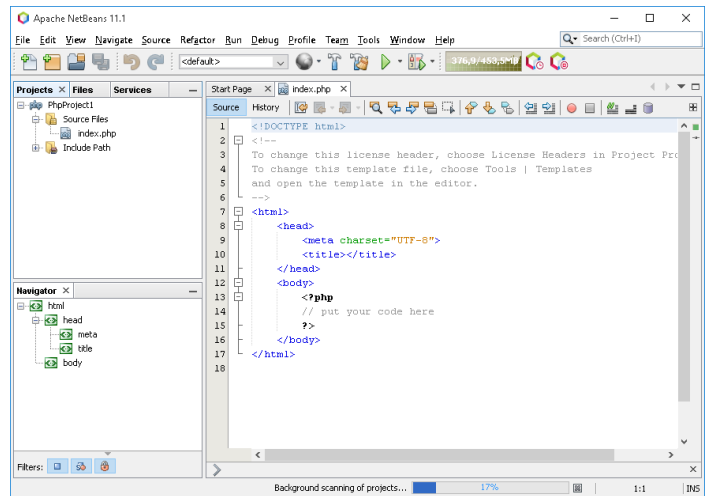 Apache NetBeans 11.1
File Edit View Navigate Source Refactor Run Debug Profile Team Tools Window Help
Search (Ctrl+I)
<default>
376,9/453,5MB
Projects Files Services
Start Page index.php
PhpProject1
Source Files
index.php
Include Path
Source History
1 <!DOCTYPE html>
2 <!--
3 To change this license header, choose License Headers in Project Pro
4 To change this template file, choose Tools | Templates
5 and open the template in the editor.
6 -->
7 <html>
8 <head>
9 <meta charset="UTF-8">
10 <title></title>
11 </head>
12 <body>
13 <?php
14 // put your code here
15 ?>
16 </body>
17 </html>
18
Navigator
html
head
meta
title
body
Filters:
Background scanning of projects... 17% 1:1 INS